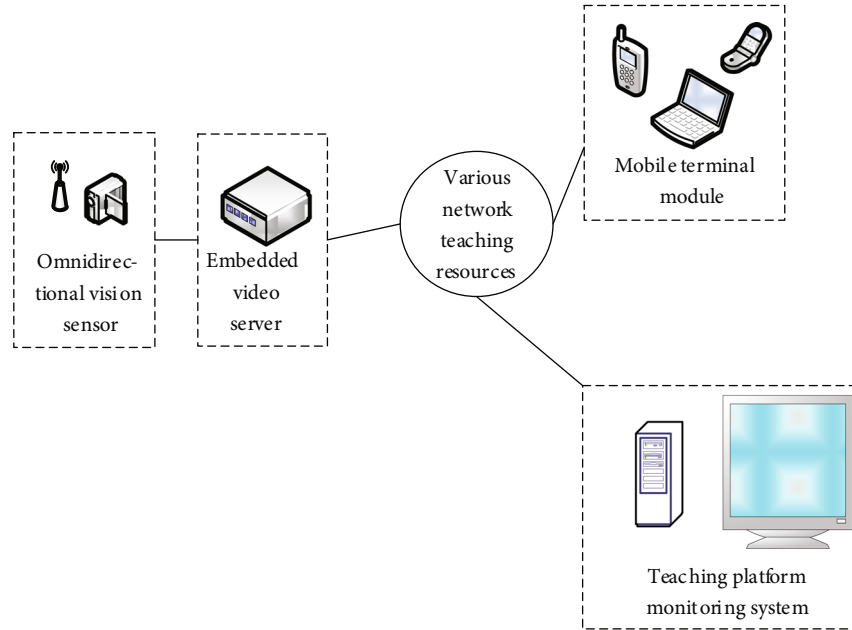 Omnidirec-
tional vision
sensor
Embedded
video
server
Various
network
teaching
resources
Mobile terminal
module
Teaching platform
monitoring system